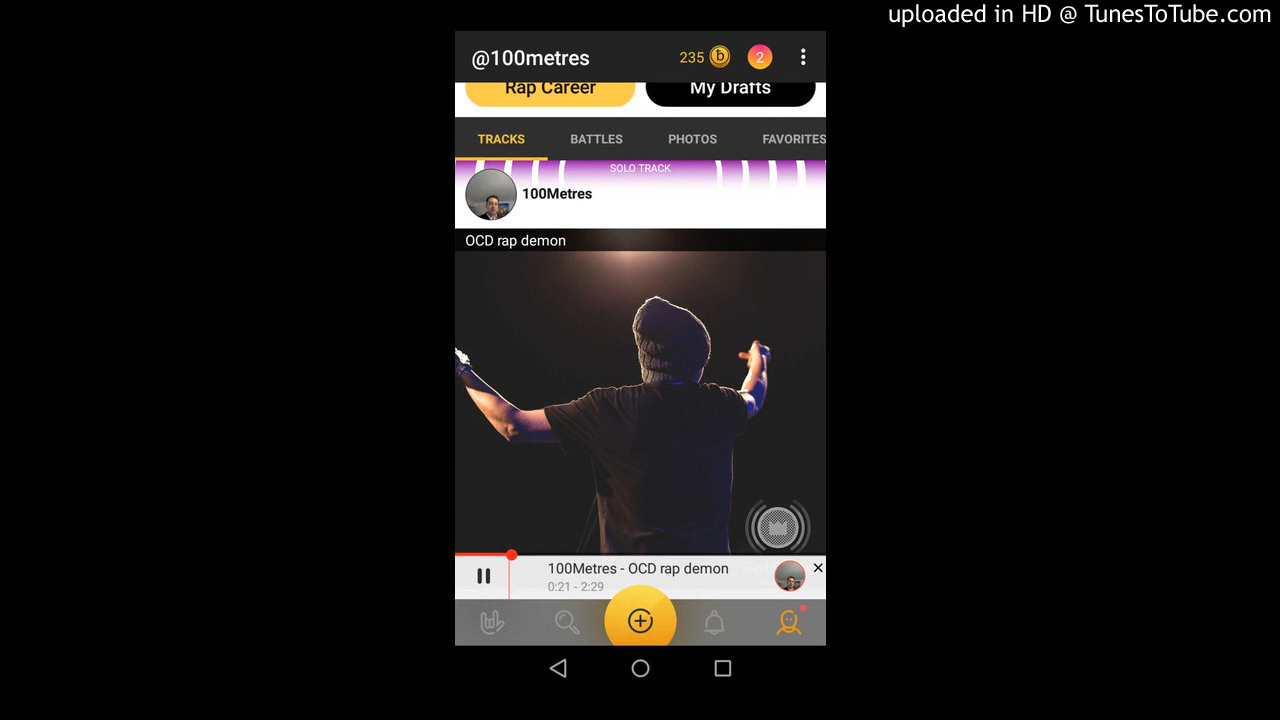 uploaded in HD @ TunesToTube.com
@100metres
235
2
Rap Career
My Drafts
TRACKS
BATTLES
PHOTOS
FAVORITES
SOLO TRACK
100Metres
OCD rap demon
100Metres - OCD rap demon
0:21 - 2:29